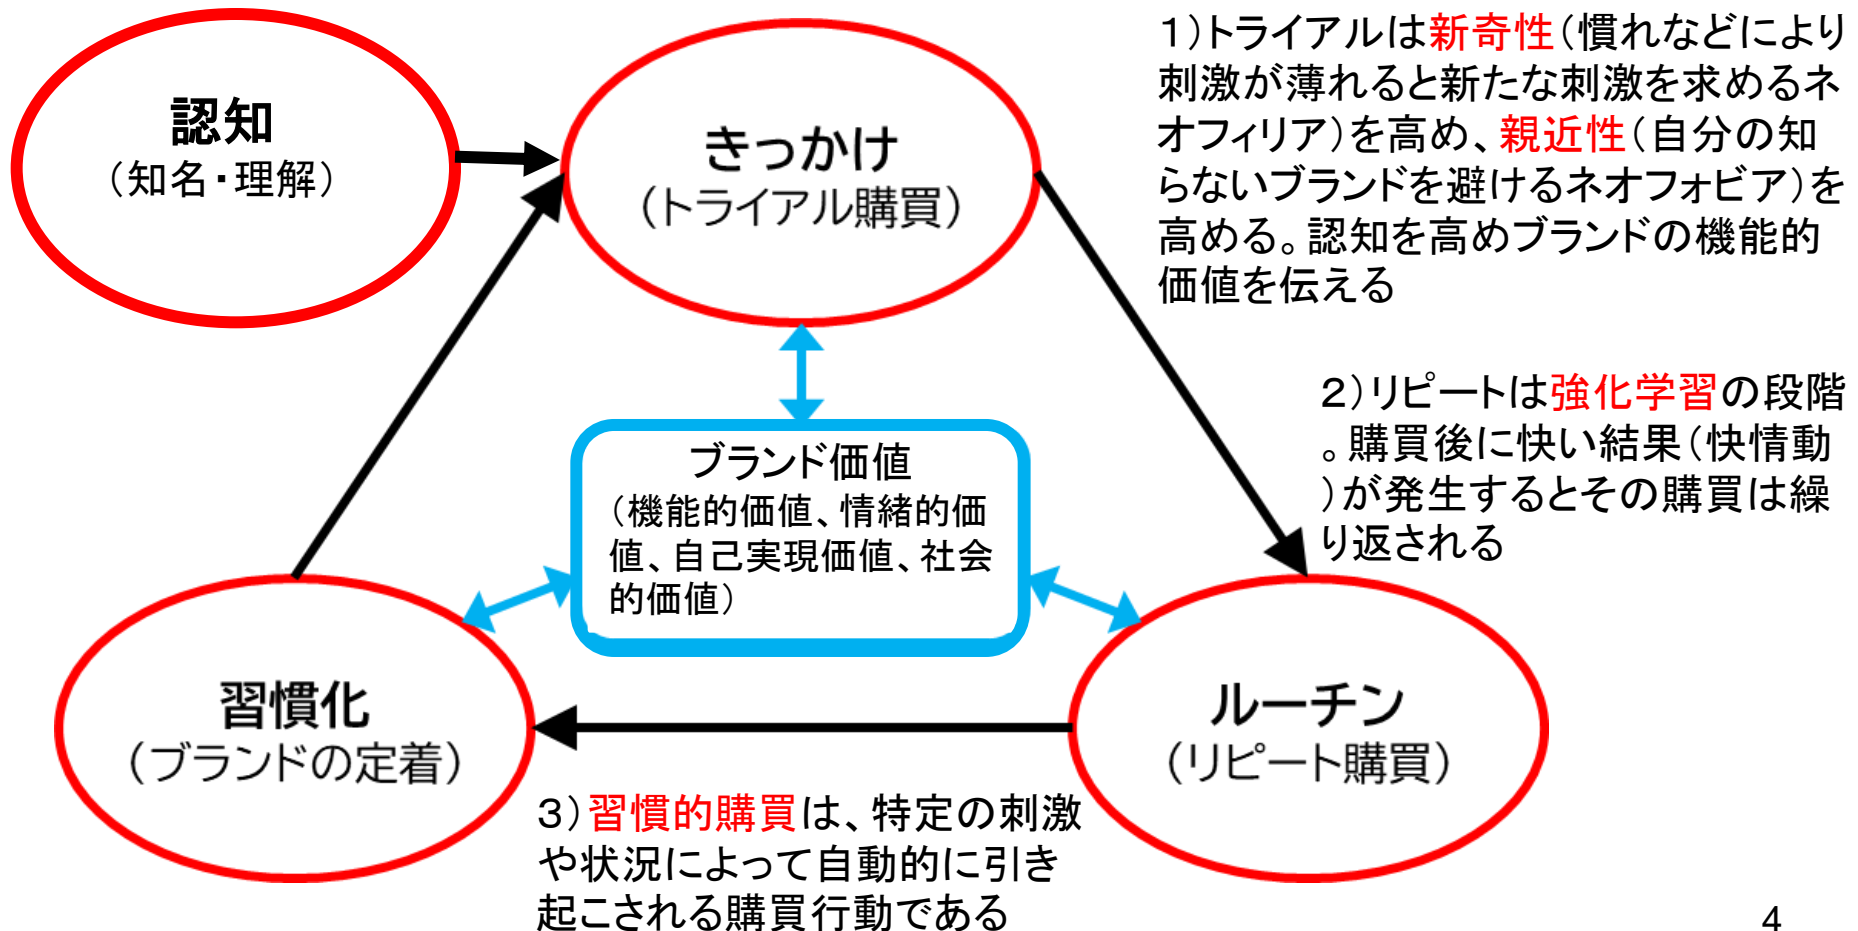 認知
（知名・理解）
きっかけ
（トライアル購買）
１）トライアルは新奇性（慣れなどにより
刺激が薄れると新たな刺激を求めるネ
オフィリア）を高め、親近性（自分の知
らないブランドを避けるネオフォビア）を
高める。認知を高めブランドの機能的
価値を伝える
２）リピートは強化学習の段階
。購買後に快い結果（快情動
）が発生するとその購買は繰
り返される
ブランド価値
（機能的価値、情緒的価
値、自己実現価値、社会
的価値）
習慣化
（ブランドの定着）
ルーチン
（リピート購買）
３）習慣的購買は、特定の刺激
や状況によって自動的に引き
起こされる購買行動である
4